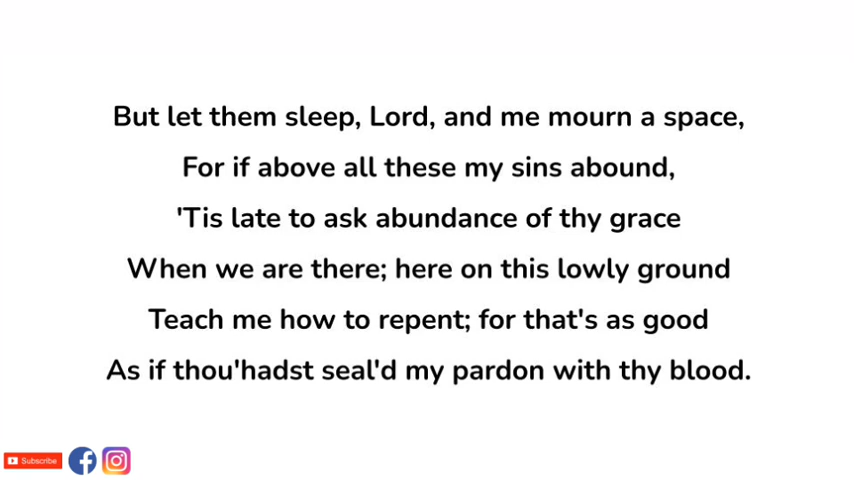 But let them sleep, Lord, and me mourn a space,
For if above all these my sins abound,
'Tis late to ask abundance of thy grace
When we are there; here on this lowly ground
Teach me how to repent; for that's as good
As if thou'hadst seal'd my pardon with thy blood.
Subscribe